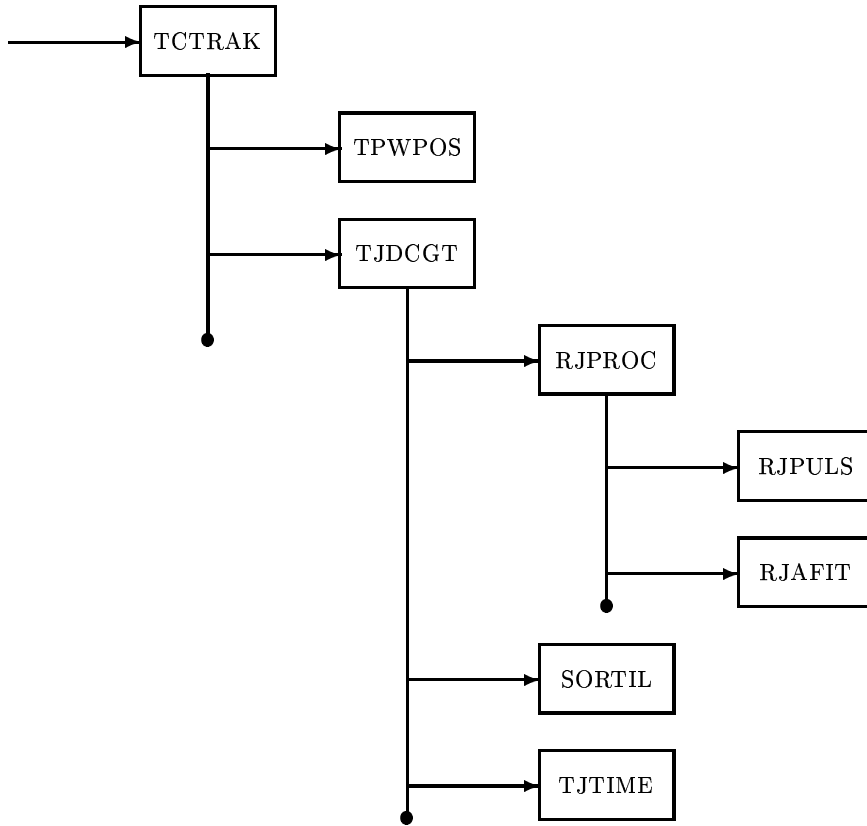 TCTRAK
TPWPOS
TJDCGT
RJPROC
RJPULS
RJAFIT
SORTIL
TJTIME